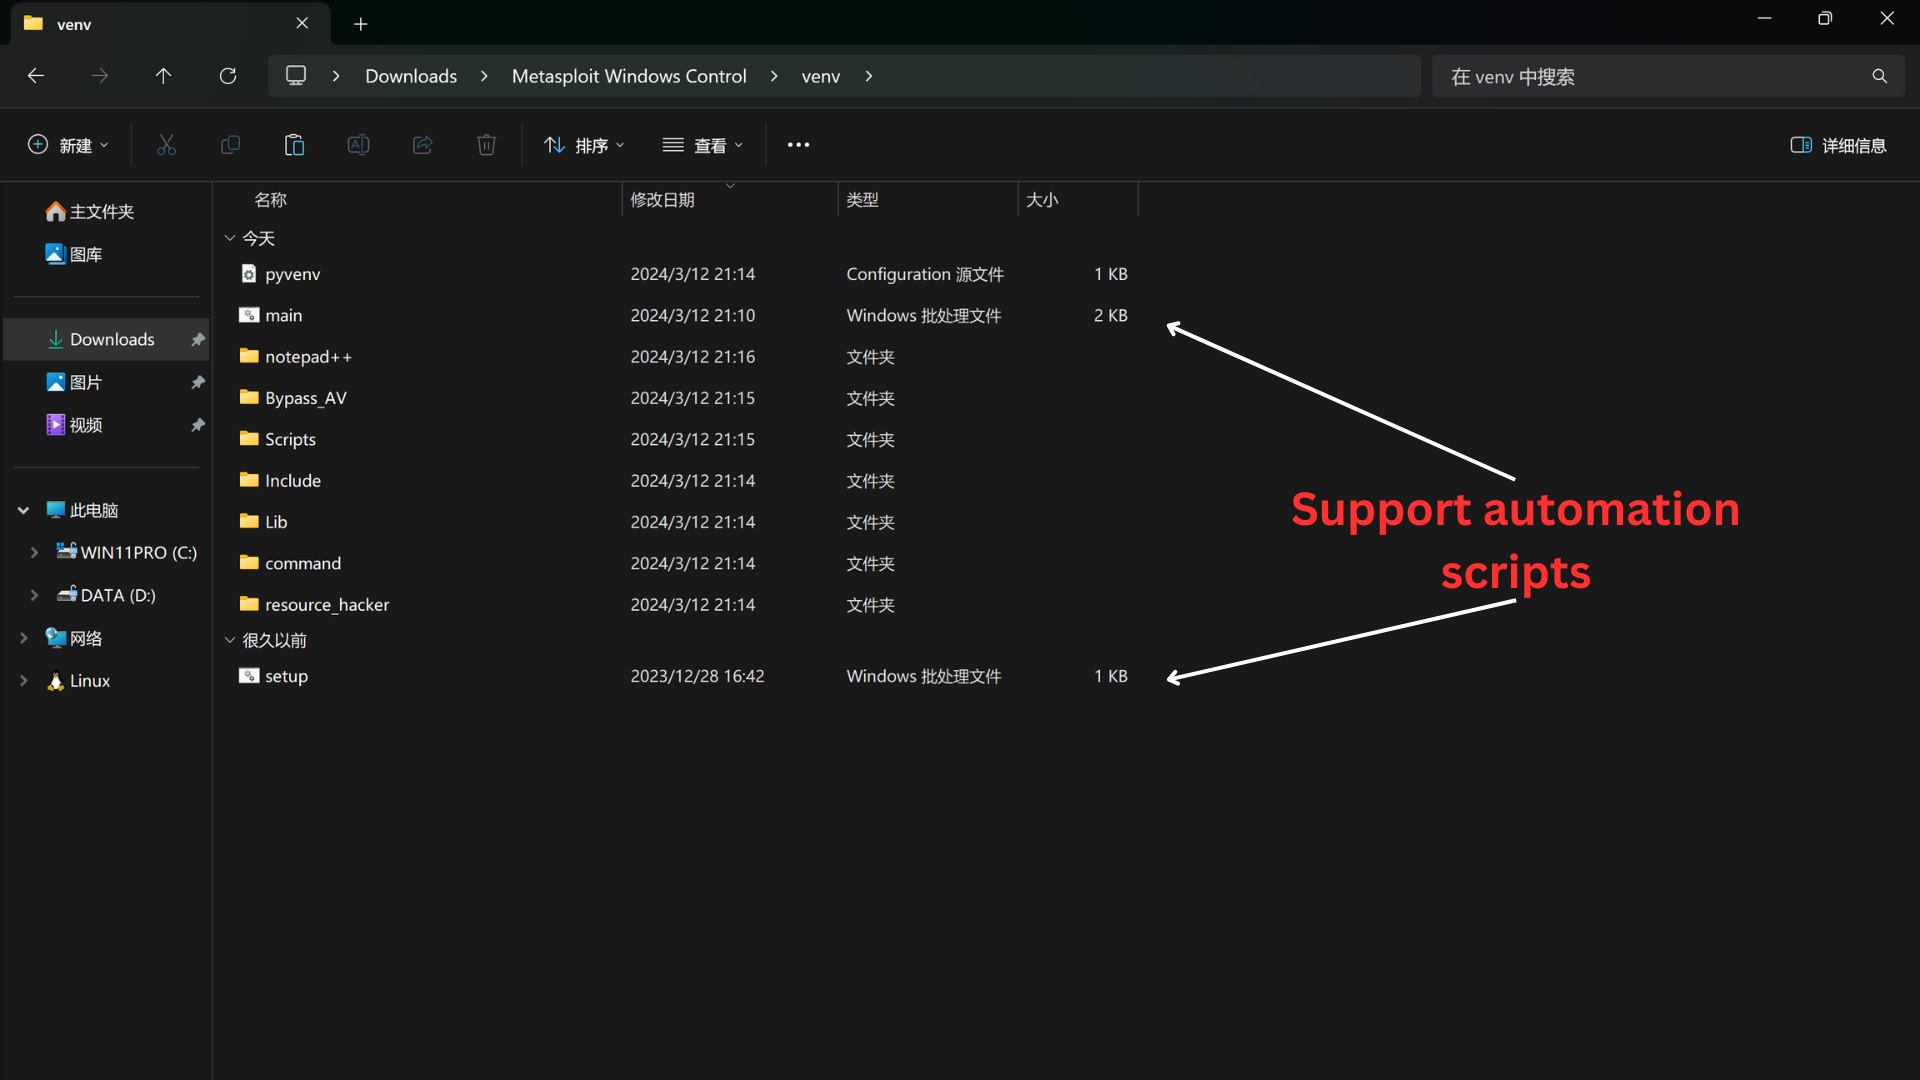 venv
Downloads
Metasploit Windows Control
venv
在 venv 中搜索
新建
排序
查看
详细信息
主文件夹
图库
Downloads
图片
视频
此电脑
WIN11PRO (C:)
DATA (D:)
网络
Linux
名称 修改日期 类型 大小
今天
pyvenv 2024/3/12 21:14 Configuration 源文件 1 KB
main 2024/3/12 21:10 Windows 批处理文件 2 KB
notepad++ 2024/3/12 21:16 文件夹
Bypass_AV 2024/3/12 21:15 文件夹
Scripts 2024/3/12 21:15 文件夹
Include 2024/3/12 21:14 文件夹
Lib 2024/3/12 21:14 文件夹
command 2024/3/12 21:14 文件夹
resource_hacker 2024/3/12 21:14 文件夹
很久以前
setup 2023/12/28 16:42 Windows 批处理文件 1 KB
Support automation
scripts